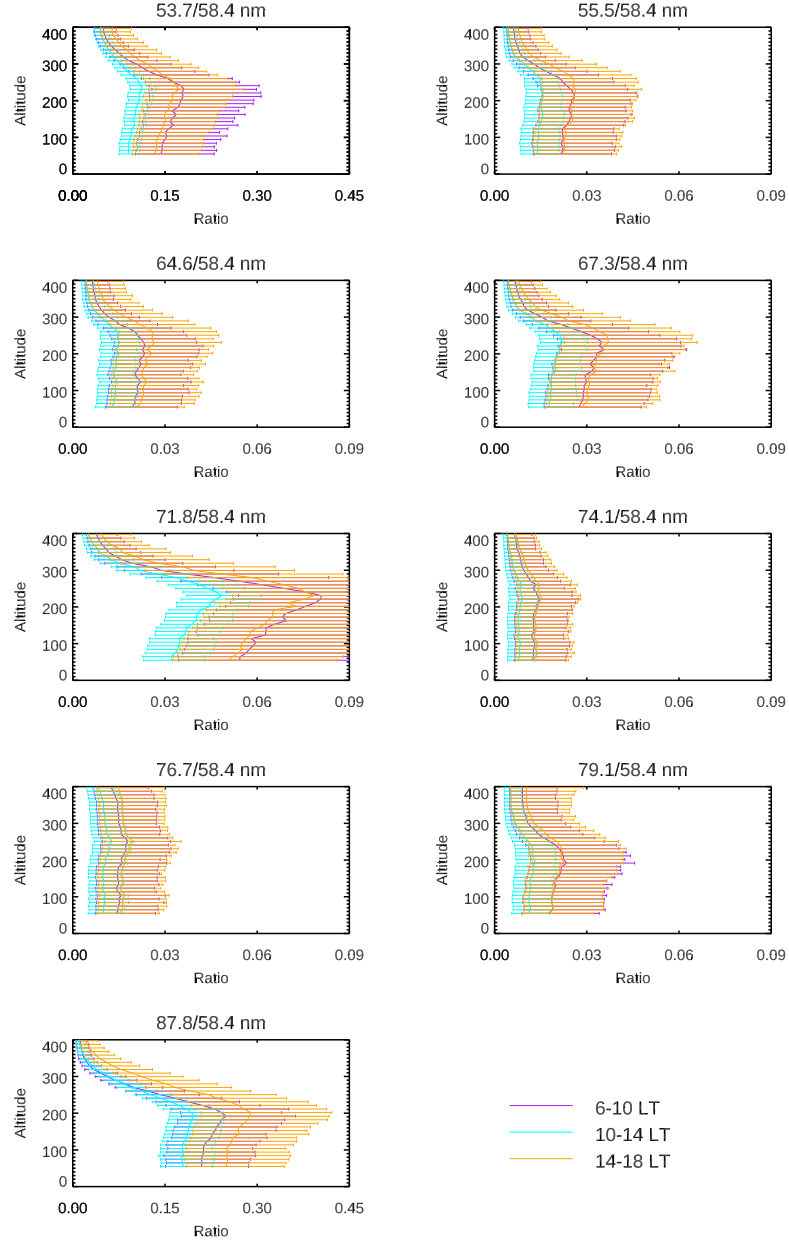 53.7/58.4 nm
400
300
200
100
0
Altitude
0.00 0.15 0.30 0.45
Ratio
55.5/58.4 nm
400
300
200
100
0
Altitude
0.00 0.03 0.06 0.09
Ratio
64.6/58.4 nm
400
300
200
100
0
Altitude
0.00 0.03 0.06 0.09
Ratio
67.3/58.4 nm
400
300
200
100
0
Altitude
0.00 0.03 0.06 0.09
Ratio
71.8/58.4 nm
400
300
200
100
0
Altitude
0.00 0.03 0.06 0.09
Ratio
74.1/58.4 nm
400
300
200
100
0
Altitude
0.00 0.03 0.06 0.09
Ratio
76.7/58.4 nm
400
300
200
100
0
Altitude
0.00 0.03 0.06 0.09
Ratio
79.1/58.4 nm
400
300
200
100
0
Altitude
0.00 0.03 0.06 0.09
Ratio
87.8/58.4 nm
400
300
200
100
0
Altitude
0.00 0.15 0.30 0.45
Ratio
6-10 LT
10-14 LT
14-18 LT